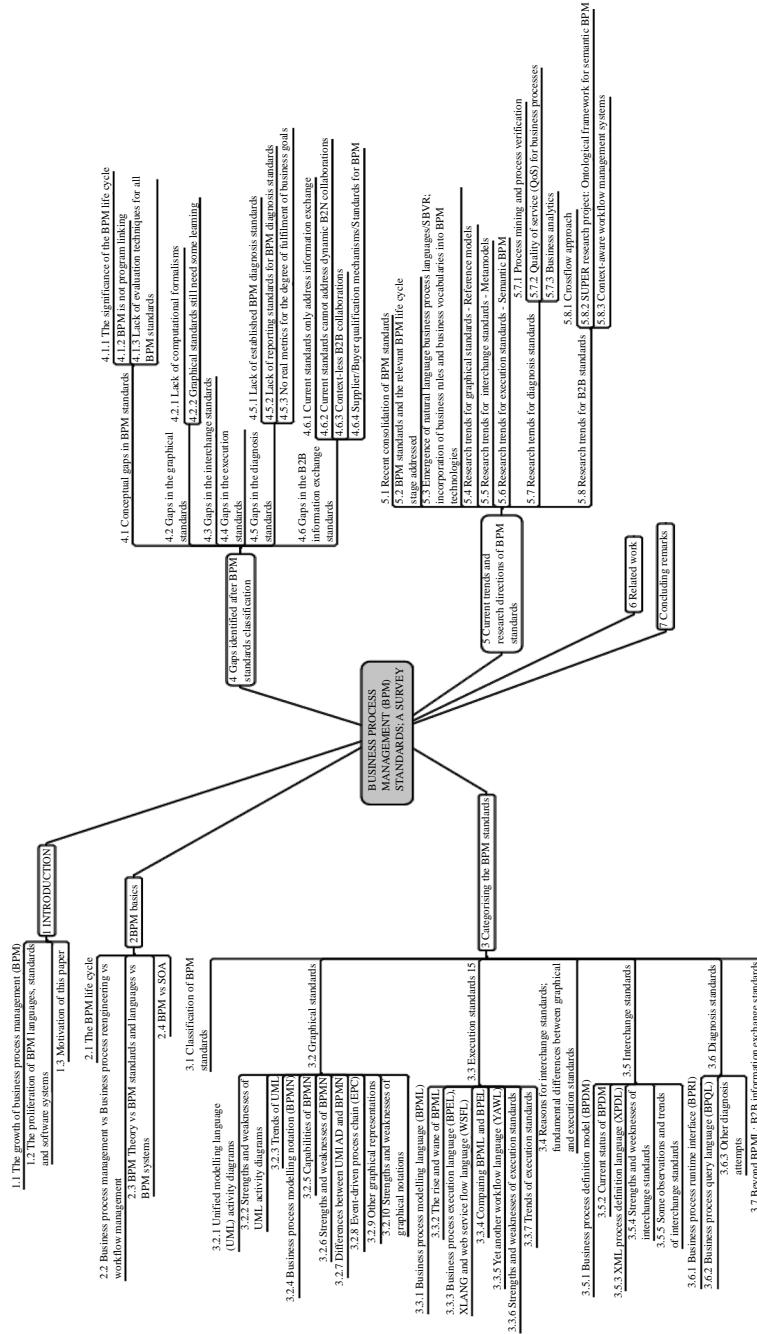 BUSINESS PROCESS
MANAGEMENT (BPM)
STANDARDS; A SURVEY
1 INTRODUCTION
1.1 The growth of business process management (BPM)
1.2 The proliferation of BPM languages, standards
and software systems
1.3 Motivation of this paper
2 BPM basics
2.1 The BPM life cycle
2.2 Business process management vs Business process reengineering vs
workflow management
2.3 BPM Theory vs BPM standards and languages vs
BPM systems
2.4 BPM vs SOA
3 Categorising the BPM standards
3.1 Classification of BPM
standards
3.2 Graphical standards
3.2.1 Unified modelling language
(UML) activity diagrams
3.2.2 Strengths and weaknesses of
UML activity diagrams
3.2.3 Trends of UML
3.2.4 Business process modelling notation (BPMN)
3.2.5 Capabilities of BPMN
3.2.6 Strengths and weaknesses of BPMN
3.2.7 Differences between UMl AD and BPMN
3.2.8 Event-driven process chain (EPC)
3.2.9 Other graphical representations
3.2.10 Strengths and weaknesses of
graphical notations
3.3 Execution standards 15
3.3.1 Business process modelling language (BPML)
3.3.2 The rise and wane of BPML
3.3.3 Business process execution language (BPEL),
XLANG and web service flow language (WSFL)
3.3.4 Comparing BPML and BPEL
3.3.5 Yet another workflow language (YAWL)
3.3.6 Strengths and weakness of execution standards
3.3.7 Trends of execution standards
3.4 Reasons for interchange standards;
fundamental differences between graphical
and execution standards
3.5 Interchange standards
3.5.1 Business process definition model (BPDM)
3.5.2 Current status of BPDM
3.5.3 XML process definition language (XPDL)
3.5.4 Strengths and weeknesses of
interchange standards
3.5.5 Some observations and trends
of interchange standards
3.6 Diagnosis standards
3.6.1 Business process runtime interface (BPRI)
3.6.2 Business process query language (BPQL)
3.6.3 Other diagnosis
attempts
3.7 Beyond BPML: B2B information exchange standards
4 Gaps identified after BPM
standards classification
4.1 Conceptual gaps in BPM standards
4.1.1 The significance of the BPM life cycle
4.1.2 BPM is not program linking
4.1.3 Lack of evaluation techniques for all
BPM standards
4.2 Gaps in the graphical
standards
4.2.1 Lack of computational formalisms
4.2.2 Graphical standards still need some learning
4.3 Gaps in the interchange standards
4.4 Gaps in the execution
standards
4.5 Gaps in the diagnosis
standards
4.5.1 Lack of established BPM diagnosis standards
4.5.2 Lack of reporting standards for BPM diagnosis standards
4.5.3 No real metrics for the degree of fulfilment of business goals
4.6 Gaps in the B2B
information exchange
standards
4.6.1 Current standards only address information exchange
4.6.2 Current standards cannot address dynamic B2N collaborations
4.6.3 Context-less B2B collaborations
4.6.4 Supplier/Buyer qualification mechanisms/Standards for BPM
5 Current trends and
research directions of BPM
standards
5.1 Recent consolidation of BPM standards
5.2 BPM standards and the relevant BPM life cycle
stage addressed
5.3 Emergence of natural language business process languages/SBVR;
incorporation of business rules and business vocabularies into BPM
technologies
5.4 Research trends for graphical standards - Reference models
5.5 Research trends for interchange standards - Metamodels
5.6 Research trends for execution standards - Semantic BPM
5.7 Research trends for diagnosis standards
5.7.1 Process mining and process verification
5.7.2 Quality of service (QoS) for business processes
5.7.3 Business analytics
5.8 Research trends for B2B standards
5.8.1 Crossflow approach
5.8.2 SUPER research project: Ontological framework for semantic BPM
5.8.3 Context-aware workflow management systems
6 Related work
7 Concluding remarks